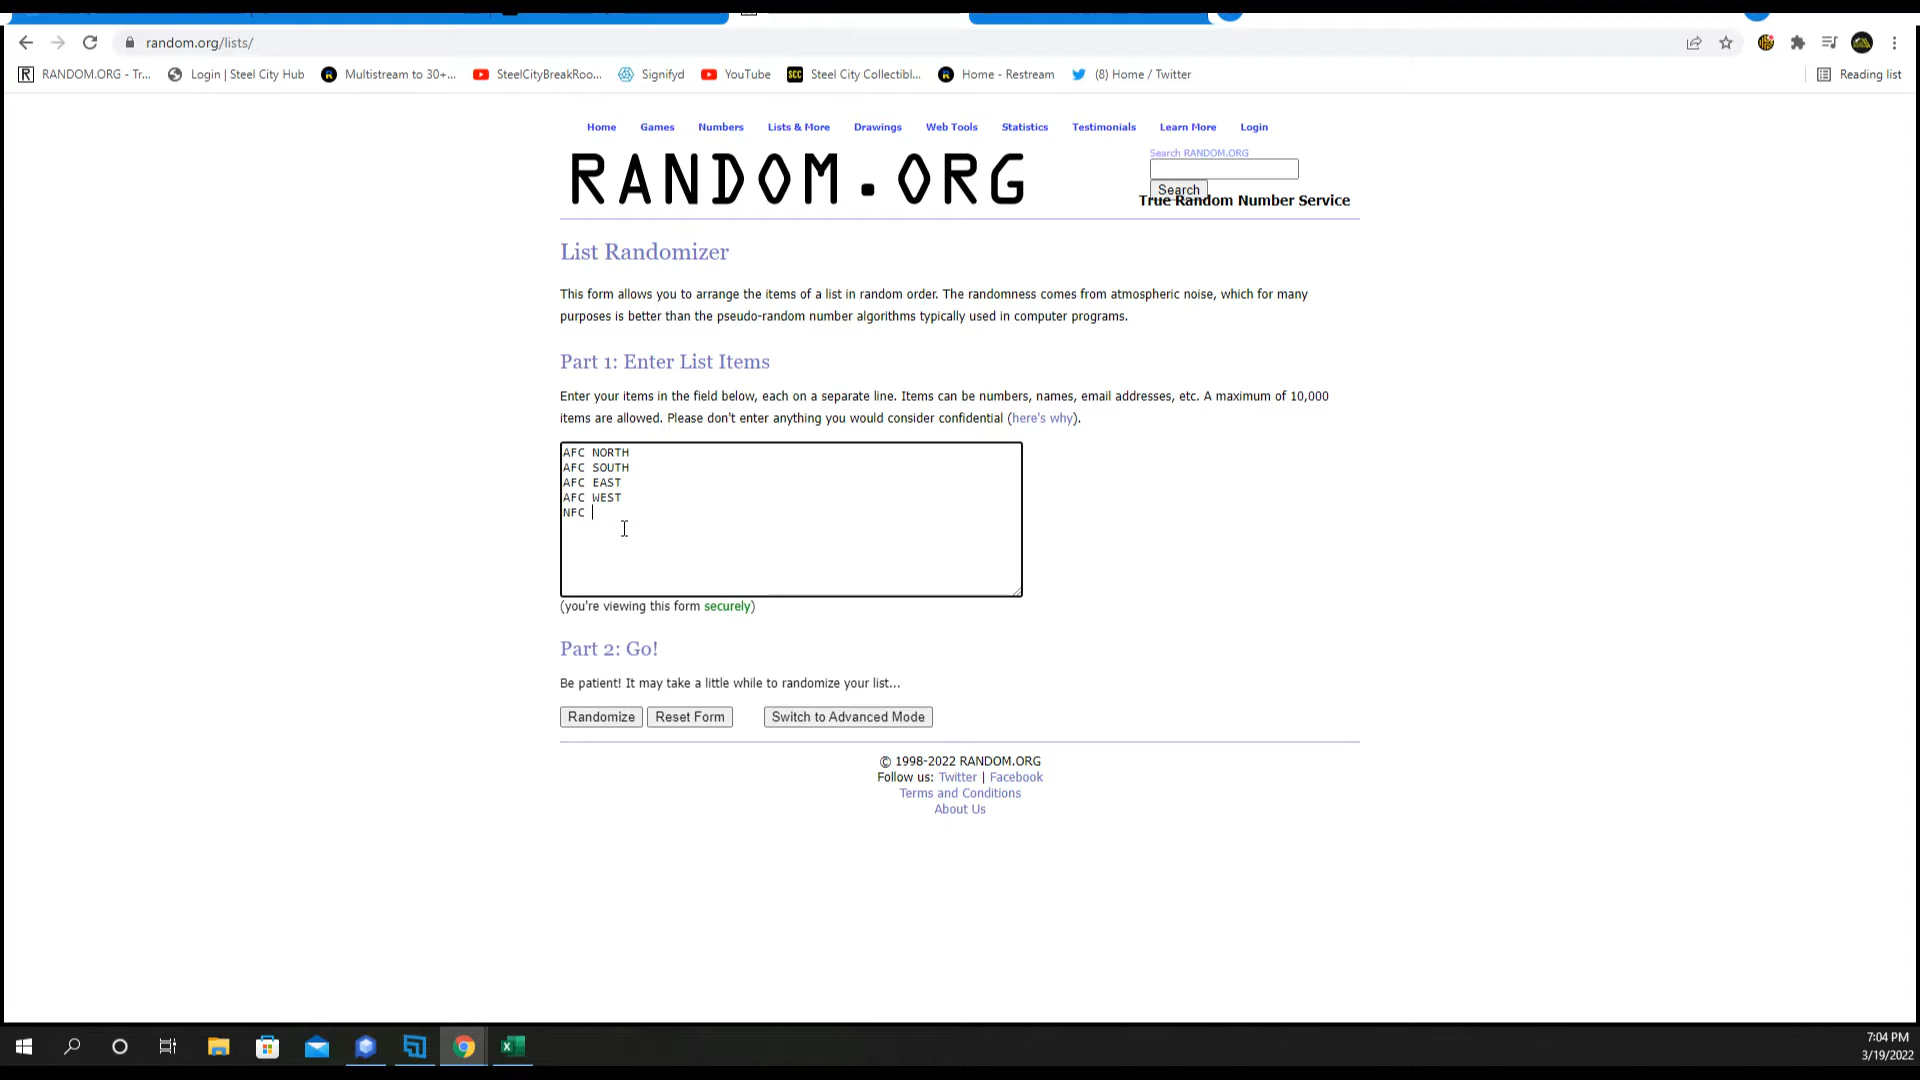 random.org/lists/
RANDOM.ORG - Tr...
Login | Steel City Hub
Multistream to 30+...
SteelCityBreakRoo...
Signifyd
YouTube
SCC Steel City Collectibl...
Home - Restream
(8) Home / Twitter
Reading list
Home Games Numbers Lists & More Drawings Web Tools Statistics Testimonials Learn More Login
RANDOM.ORG
Search RANDOM.ORG
Search
True Random Number Service
List Randomizer
This form allows you to arrange the items of a list in random order. The randomness comes from atmospheric noise, which for many
purposes is better than the pseudo-random number algorithms typically used in computer programs.
Part 1: Enter List Items
Enter your items in the field below, each on a separate line. Items can be numbers, names, email addresses, etc. A maximum of 10,000
items are allowed. Please don't enter anything you would consider confidential (here's why).
AFC NORTH
AFC SOUTH
AFC EAST
AFC WEST
NFC
(you're viewing this form securely)
Part 2: Go!
Be patient! It may take a little while to randomize your list...
Randomize Reset Form Switch to Advanced Mode
© 1998-2022 RANDOM.ORG
Follow us: Twitter | Facebook
Terms and Conditions
About Us
7:04 PM
3/19/2022